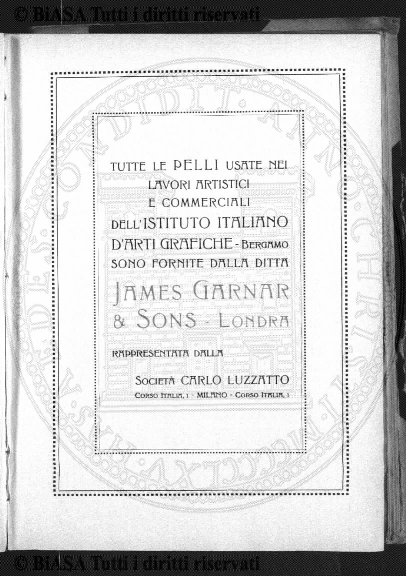 © BiASA Tutti i diritti riservati
TUTTE LE PELLI USATE NEI
LAVORI ARTISTICI
E COMMERCIALI
DELL'ISTITUTO ITALIANO
D'ARTI GRAFICHE - BERGAMO
SONO FORNITE DALLA DITTA
JAMES GARNAR
& SONS - LONDRA
RAPPRESENTATA DALLA
SOCIETÀ CARLO LUZZATTO
CORSO ITALIA, 1 - MILANO - CORSO ITALIA, 1
© BiASA Tutti i diritti riservati